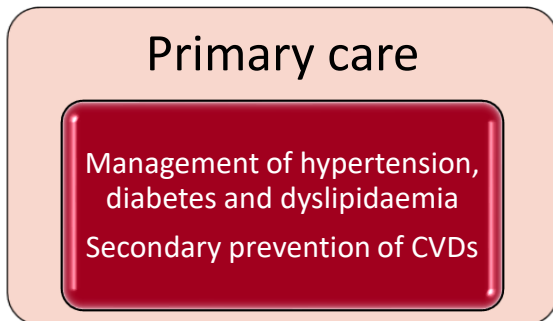 Primary care
Management of hypertension,
diabetes and dyslipidaemia
Secondary prevention of CVDs